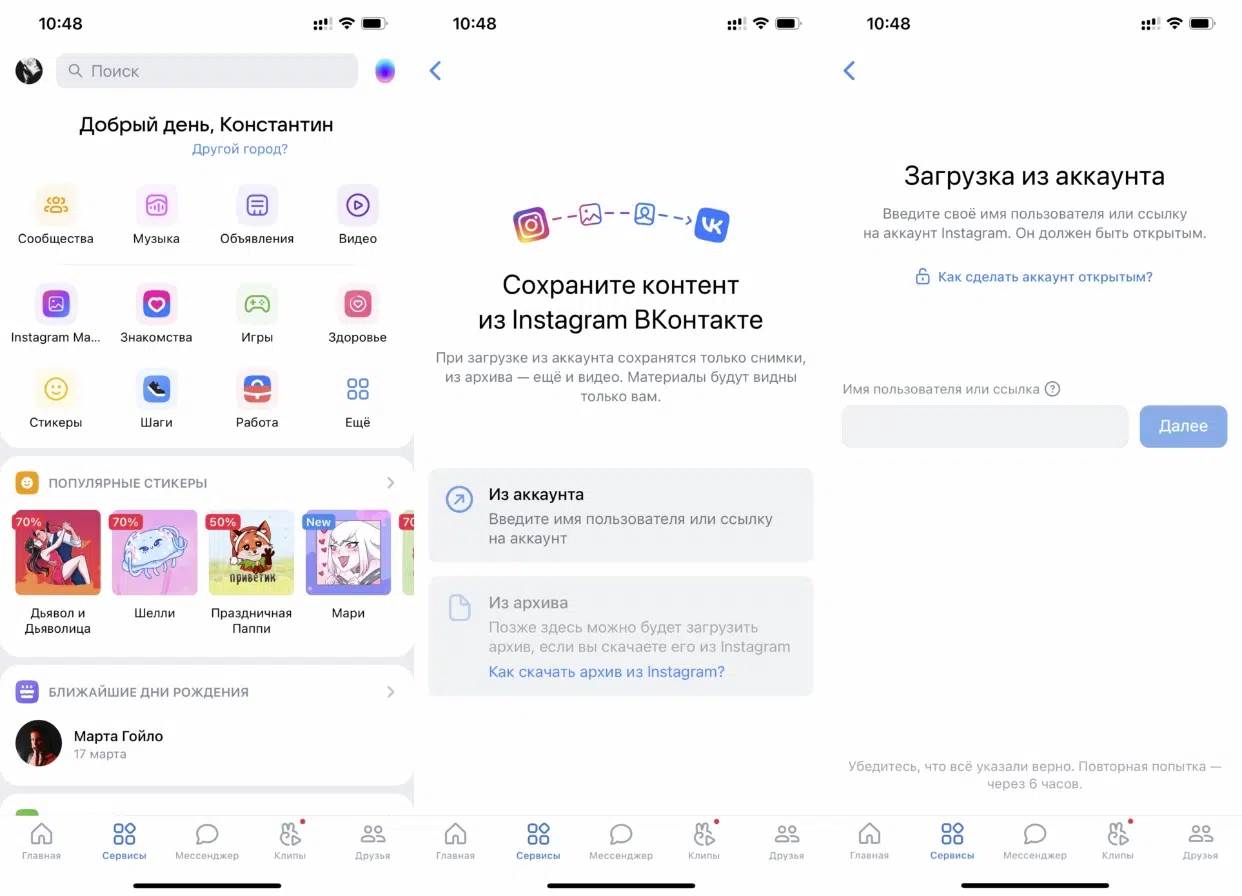 10:48
Поиск
Добрый день, Константин
Другой город?
Сообщества
Музыка
Объявления
Видео
Instagram Ma...
Знакомства
Игры
Здоровье
Стикеры
Шаги
Работа
Ещё
ПОПУЛЯРНЫЕ СТИКЕРЫ
70%
70%
50%
New
70
приветик
Дьявол и
Дьяволица
Шелли
Праздничная
Паппи
Мари
БЛИЖАЙШИЕ ДНИ РОЖДЕНИЯ
Марта Гойло
17 марта
Главная
Сервисы
Мессенджер
Клипы
Друзья
10:48
Сохраните контент
из Instagram ВКонтакте
При загрузке из аккаунта сохранятся только снимки,
из архива — ещё и видео. Материалы будут видны
только вам.
Из аккаунта
Введите имя пользователя или ссылку
на аккаунт
Из архива
Позже здесь можно будет загрузить
архив, если вы скачаете его из Instagram
Как скачать архив из Instagram?
Главная
Сервисы
Мессенджер
Клипы
Друзья
10:48
Загрузка из аккаунта
Введите своё имя пользователя или ссылку
на аккаунт Instagram. Он должен быть открытым.
Как сделать аккаунт открытым?
Имя пользователя или ссылка
Далее
Убедитесь, что всё указали верно. Повторная попытка —
через 6 часов.
Главная
Сервисы
Мессенджер
Клипы
Друзья